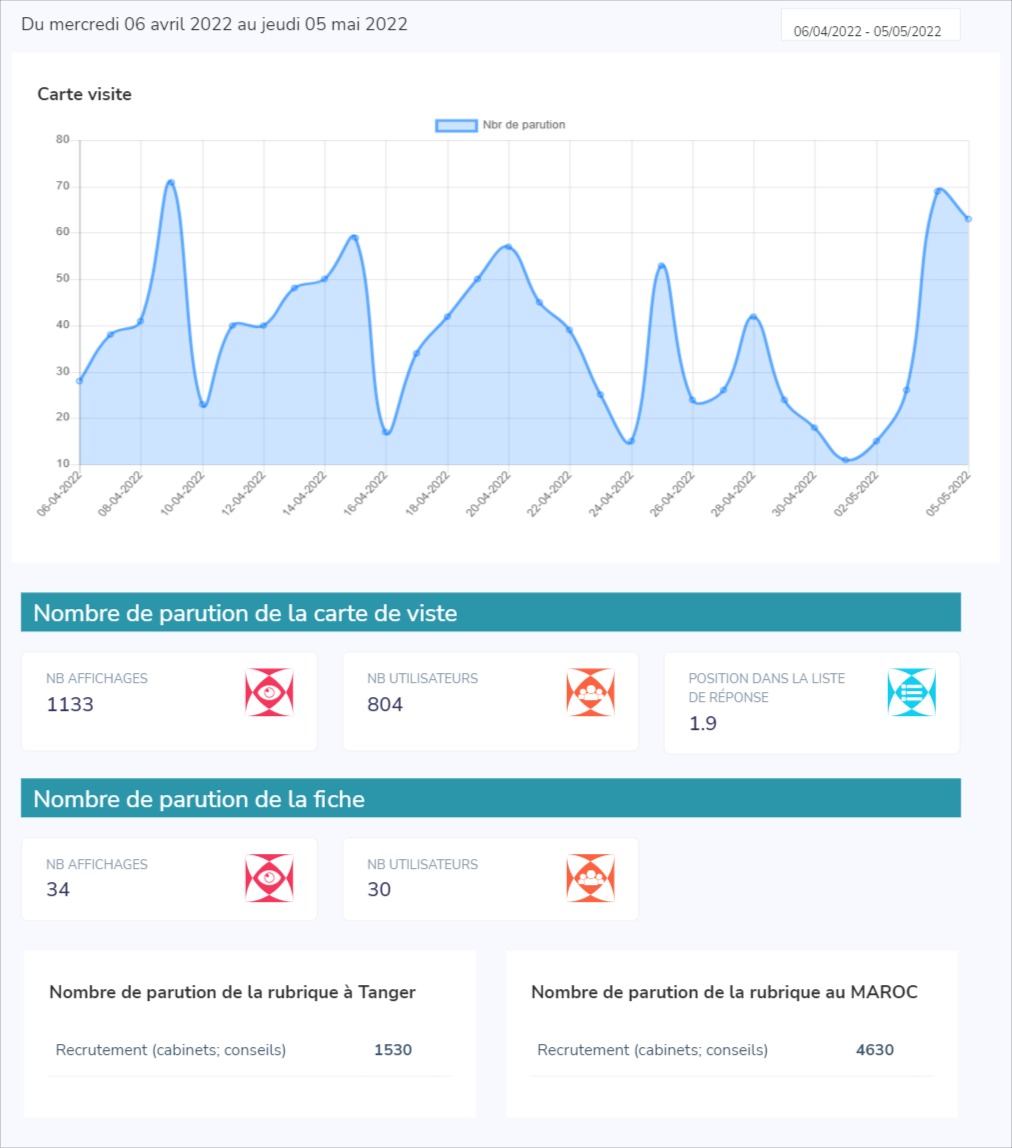 Du mercredi 06 avril 2022 au jeudi 05 mai 2022
06/04/2022 - 05/05/2022
Carte visite
Nbr de parution
80
70
60
50
40
30
20
10
06-04-2022
08-04-2022
10-04-2022
12-04-2022
14-04-2022
16-04-2022
18-04-2022
20-04-2022
22-04-2022
24-04-2022
26-04-2022
28-04-2022
30-04-2022
02-05-2022
05-05-2022
Nombre de parution de la carte de viste
NB AFFICHAGES
1133
NB UTILISATEURS
804
POSITION DANS LA LISTE
DE RÉPONSE
1.9
Nombre de parution de la fiche
NB AFFICHAGES
34
NB UTILISATEURS
30
Nombre de parution de la rubrique à Tanger
Recrutement (cabinets; conseils) 1530
Nombre de parution de la rubrique au MAROC
Recrutement (cabinets; conseils) 4630